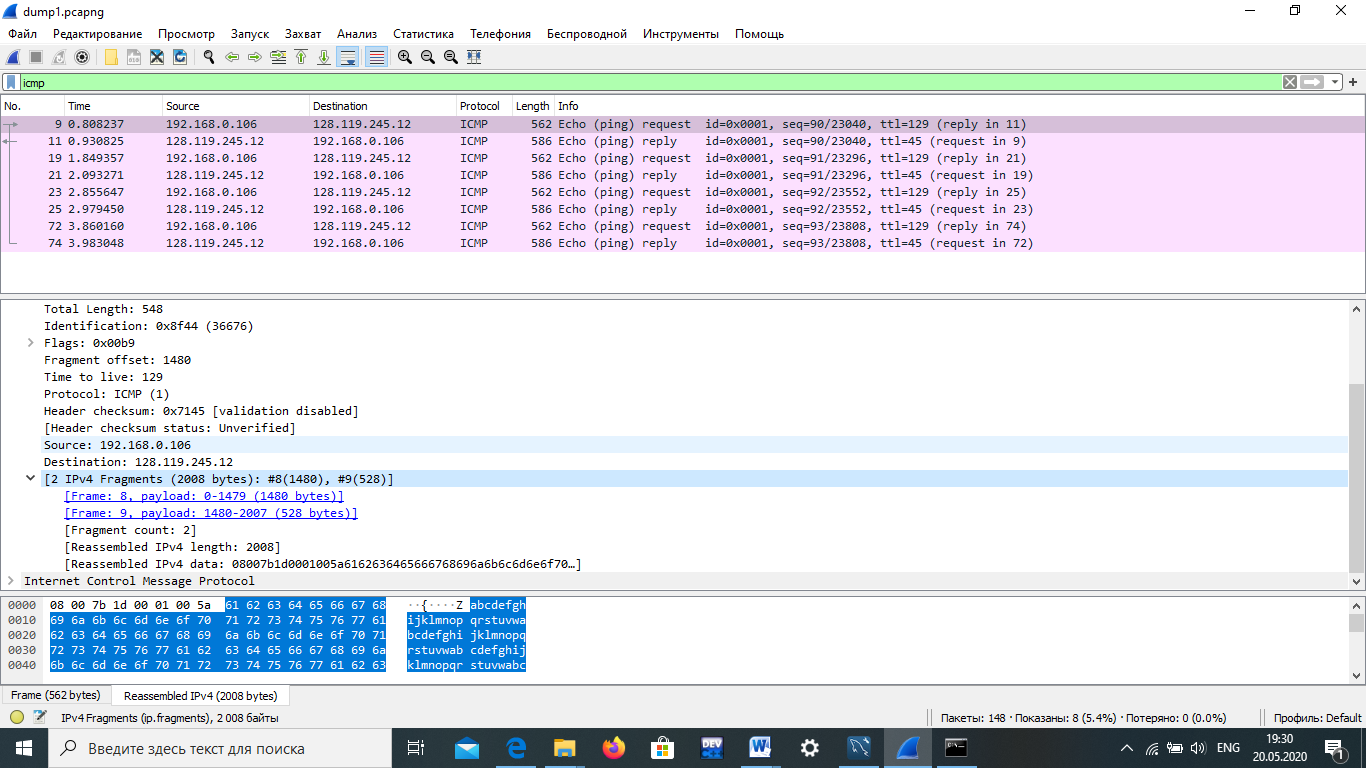 dump1.pcapng
Файл Редактирование Просмотр Запуск Захват Анализ Статистика Телефония Беспроводной Инструменты Помощь
icmp
No. Time Source Destination Protocol Length Info
9 0.808237 192.168.0.106 128.119.245.12 ICMP 562 Echo (ping) request id=0x0001, seq=90/23040, ttl=129 (reply in 11)
11 0.930825 128.119.245.12 192.168.0.106 ICMP 586 Echo (ping) reply id=0x0001, seq=90/23040, ttl=45 (request in 9)
19 1.849357 192.168.0.106 128.119.245.12 ICMP 562 Echo (ping) request id=0x0001, seq=91/23296, ttl=129 (reply in 21)
21 2.093271 128.119.245.12 192.168.0.106 ICMP 586 Echo (ping) reply id=0x0001, seq=91/23296, ttl=45 (request in 19)
23 2.855647 192.168.0.106 128.119.245.12 ICMP 562 Echo (ping) request id=0x0001, seq=92/23552, ttl=129 (reply in 25)
25 2.979450 128.119.245.12 192.168.0.106 ICMP 586 Echo (ping) reply id=0x0001, seq=92/23552, ttl=45 (request in 23)
72 3.860160 192.168.0.106 128.119.245.12 ICMP 562 Echo (ping) request id=0x0001, seq=93/23808, ttl=129 (reply in 74)
74 3.983048 128.119.245.12 192.168.0.106 ICMP 586 Echo (ping) reply id=0x0001, seq=93/23808, ttl=45 (request in 72)
Total Length: 548
Identification: 0x8f44 (36676)
Flags: 0x00b9
Fragment offset: 1480
Time to live: 129
Protocol: ICMP (1)
Header checksum: 0x7145 [validation disabled]
[Header checksum status: Unverified]
Source: 192.168.0.106
Destination: 128.119.245.12
[2 IPv4 Fragments (2008 bytes): #8(1480), #9(528)]
[Frame: 8, payload: 0-1479 (1480 bytes)]
[Frame: 9, payload: 1480-2007 (528 bytes)]
[Fragment count: 2]
[Reassembled IPv4 length: 2008]
[Reassembled IPv4 data: 08007b1d0001005a6162636465666768696a6b6c6d6e6f70…]
Internet Control Message Protocol
0000 08 00 7b 1d 00 01 00 5a 61 62 63 64 65 66 67 68 ··{····Z abcdefgh
0010 69 6a 6b 6c 6d 6e 6f 70 71 72 73 74 75 76 77 61 ijklmnop qrstuvwa
0020 62 63 64 65 66 67 68 69 6a 6b 6c 6d 6e 6f 70 71 bcdefghi jklmnopq
0030 72 73 74 75 76 77 61 62 63 64 65 66 67 68 69 6a rstuvwab cdefghij
0040 6b 6c 6d 6e 6f 70 71 72 73 74 75 76 77 61 62 63 klmnopqr stuvwabc
Frame (562 bytes) Reassembled IPv4 (2008 bytes)
IPv4 Fragments (ip.fragments), 2 008 байты Пакеты: 148 · Показаны: 8 (5.4%) · Потеряно: 0 (0.0%) Профиль: Default
Введите здесь текст для поиска DEV W ENG 19:30
20.05.2020 1